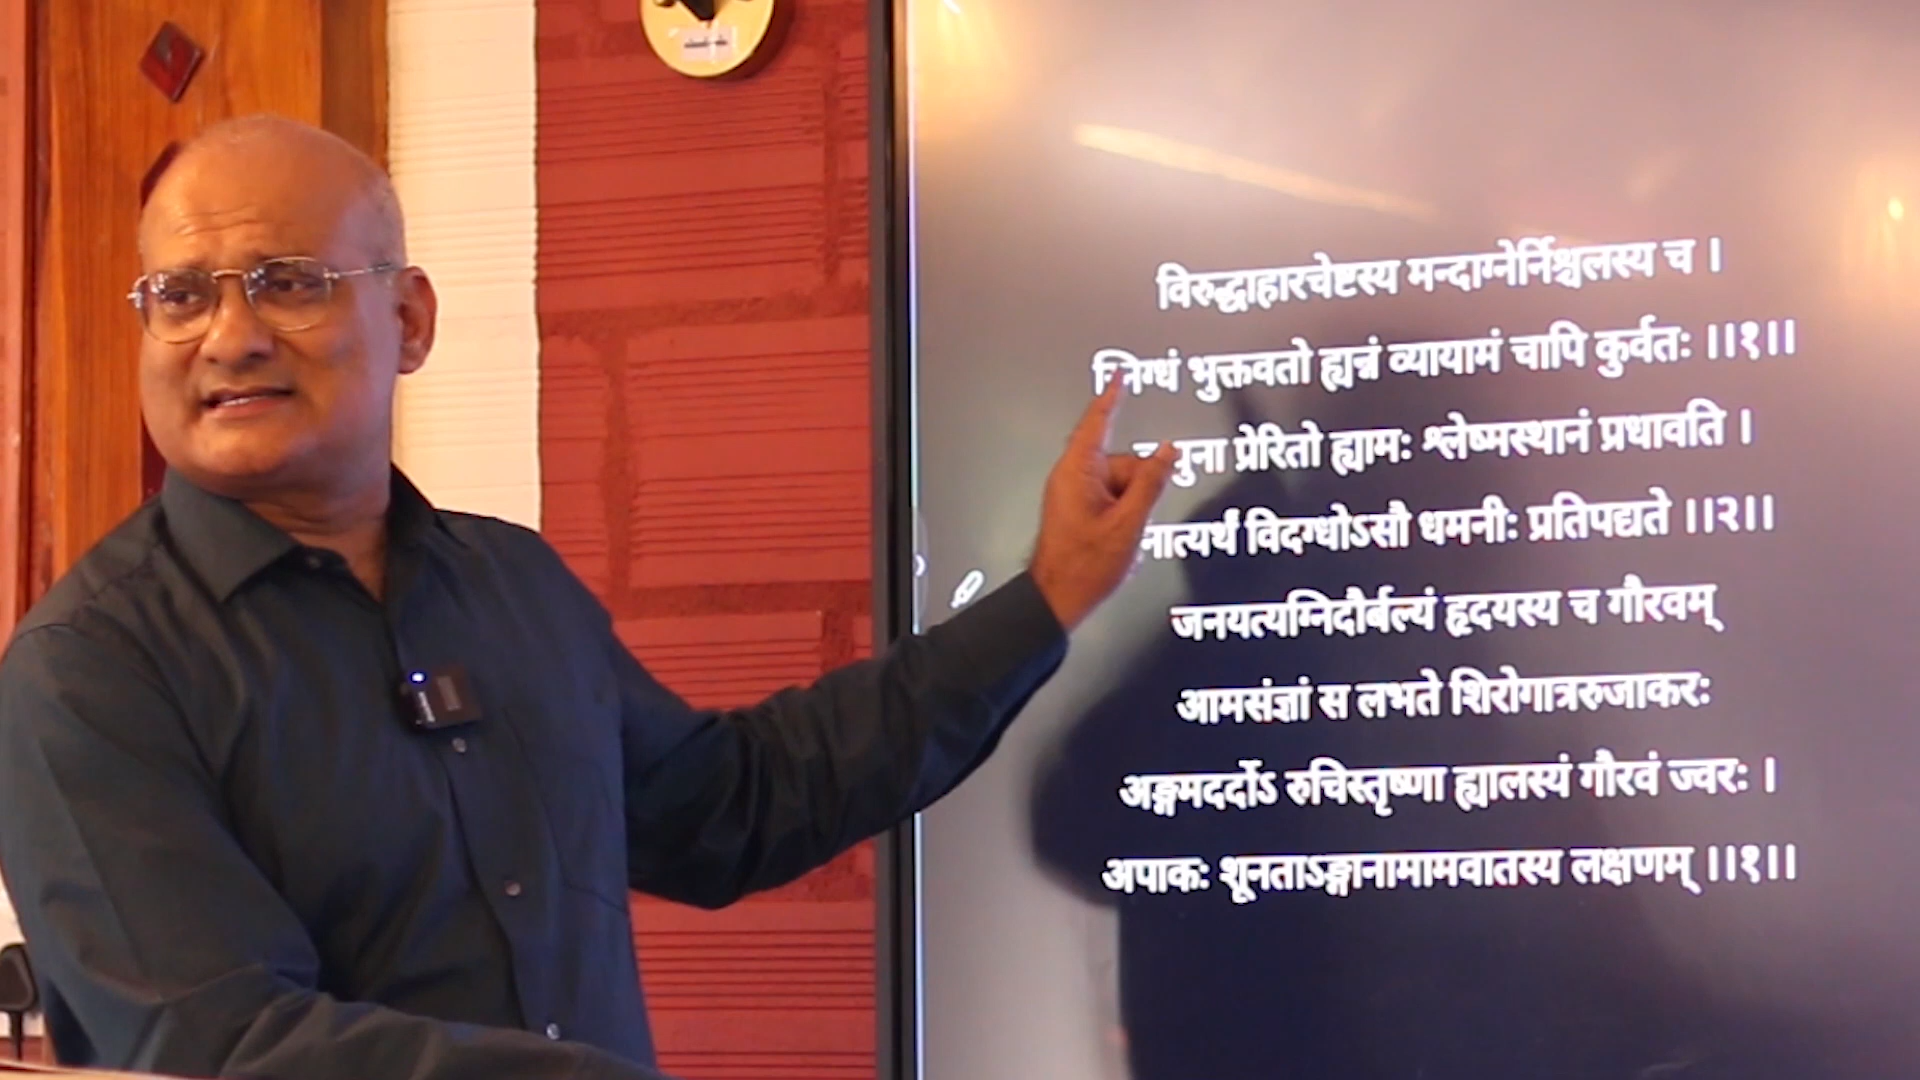 विरुद्धाहारचेष्टस्य मन्दाग्नेर्निश्चलस्य च ।
भुक्तवतो ह्यन्नं व्यायामं चापि कुर्वतः ।।१।।
प्रेरितो ह्यामः श्लेष्मस्थानं प्रधावति ।
विदग्धोऽसौ धमनीः प्रतिपद्यते ।।२।।
जनयत्यग्निदौर्बल्यं हृदयस्य च गौरवम्
आमसंज्ञां स लभते शिरोगात्ररुजाकरः
अङ्गमदर्दोऽ रुचिस्तृष्णा ह्यालस्यं गौरवं ज्वरः ।
अपाकः शूनताऽङ्गानामामवातस्य लक्षणम् ।।१।।